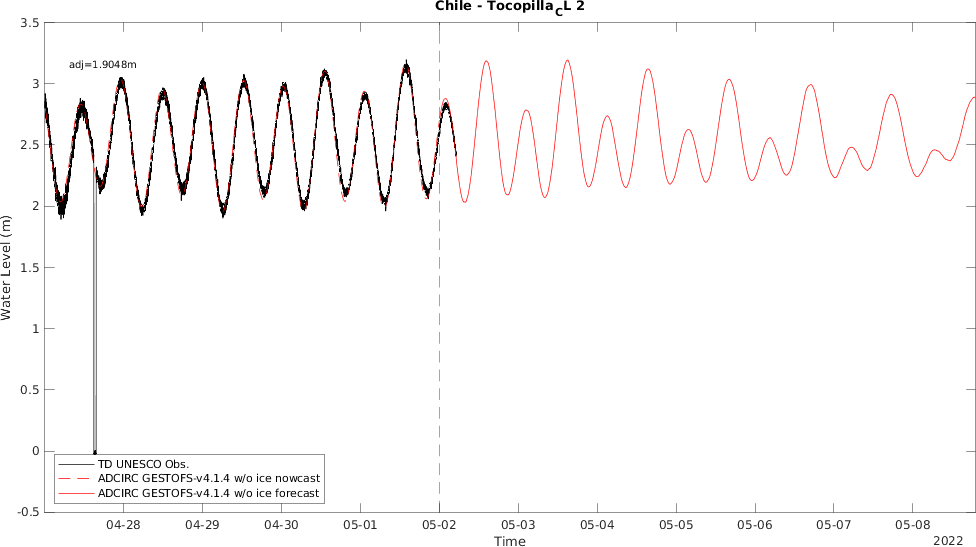 Chile - Tocopilla_CL 2
adj=1.9048m
3.5
3
2.5
2
1.5
1
0.5
0
-0.5
Water Level (m)
TD UNESCO Obs.
ADCIRC GESTOFS-v4.1.4 w/o ice nowcast
ADCIRC GESTOFS-v4.1.4 w/o ice forecast
04-28 04-29 04-30 05-01 05-02 05-03 05-04 05-05 05-06 05-07 05-08
Time
2022